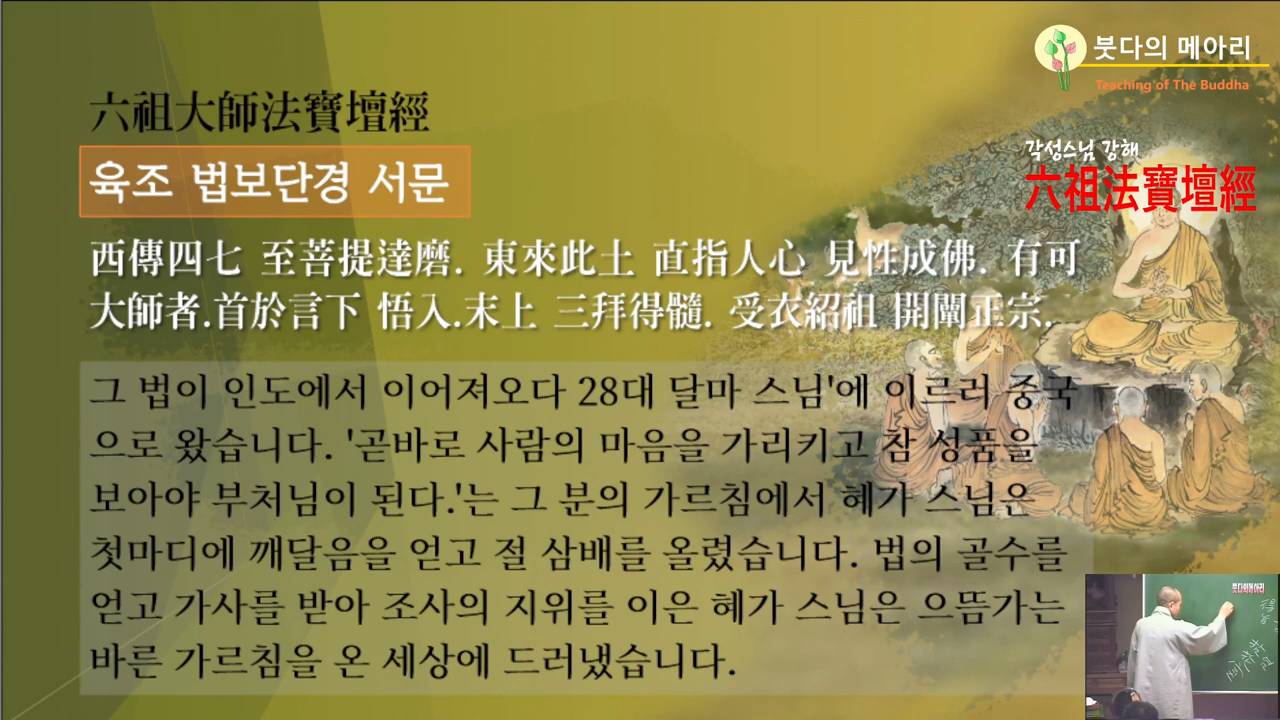 붓다의 메아리
Teaching of The Buddha
六祖大師法寶壇經
각성스님 강해
六祖法寶壇經
육조 법보단경 서문
西傳四七 至菩提達磨. 東來此土 直指人心 見性成佛. 有可
大師者.首於言下 悟入.末上 三拜得髓. 受衣紹祖 開闡正宗.
그 법이 인도에서 이어져오다 28대 달마 스님'에 이르러 중국
으로 왔습니다. '곧바로 사람의 마음을 가리키고 참 성품을
보아야 부처님이 된다.'는 그 분의 가르침에서 혜가 스님은
첫마디에 깨달음을 얻고 절 삼배를 올렸습니다. 법의 골수를
얻고 가사를 받아 조사의 지위를 이은 혜가 스님은 으뜸가는
바른 가르침을 온 세상에 드러냈습니다.
붓다의메아리